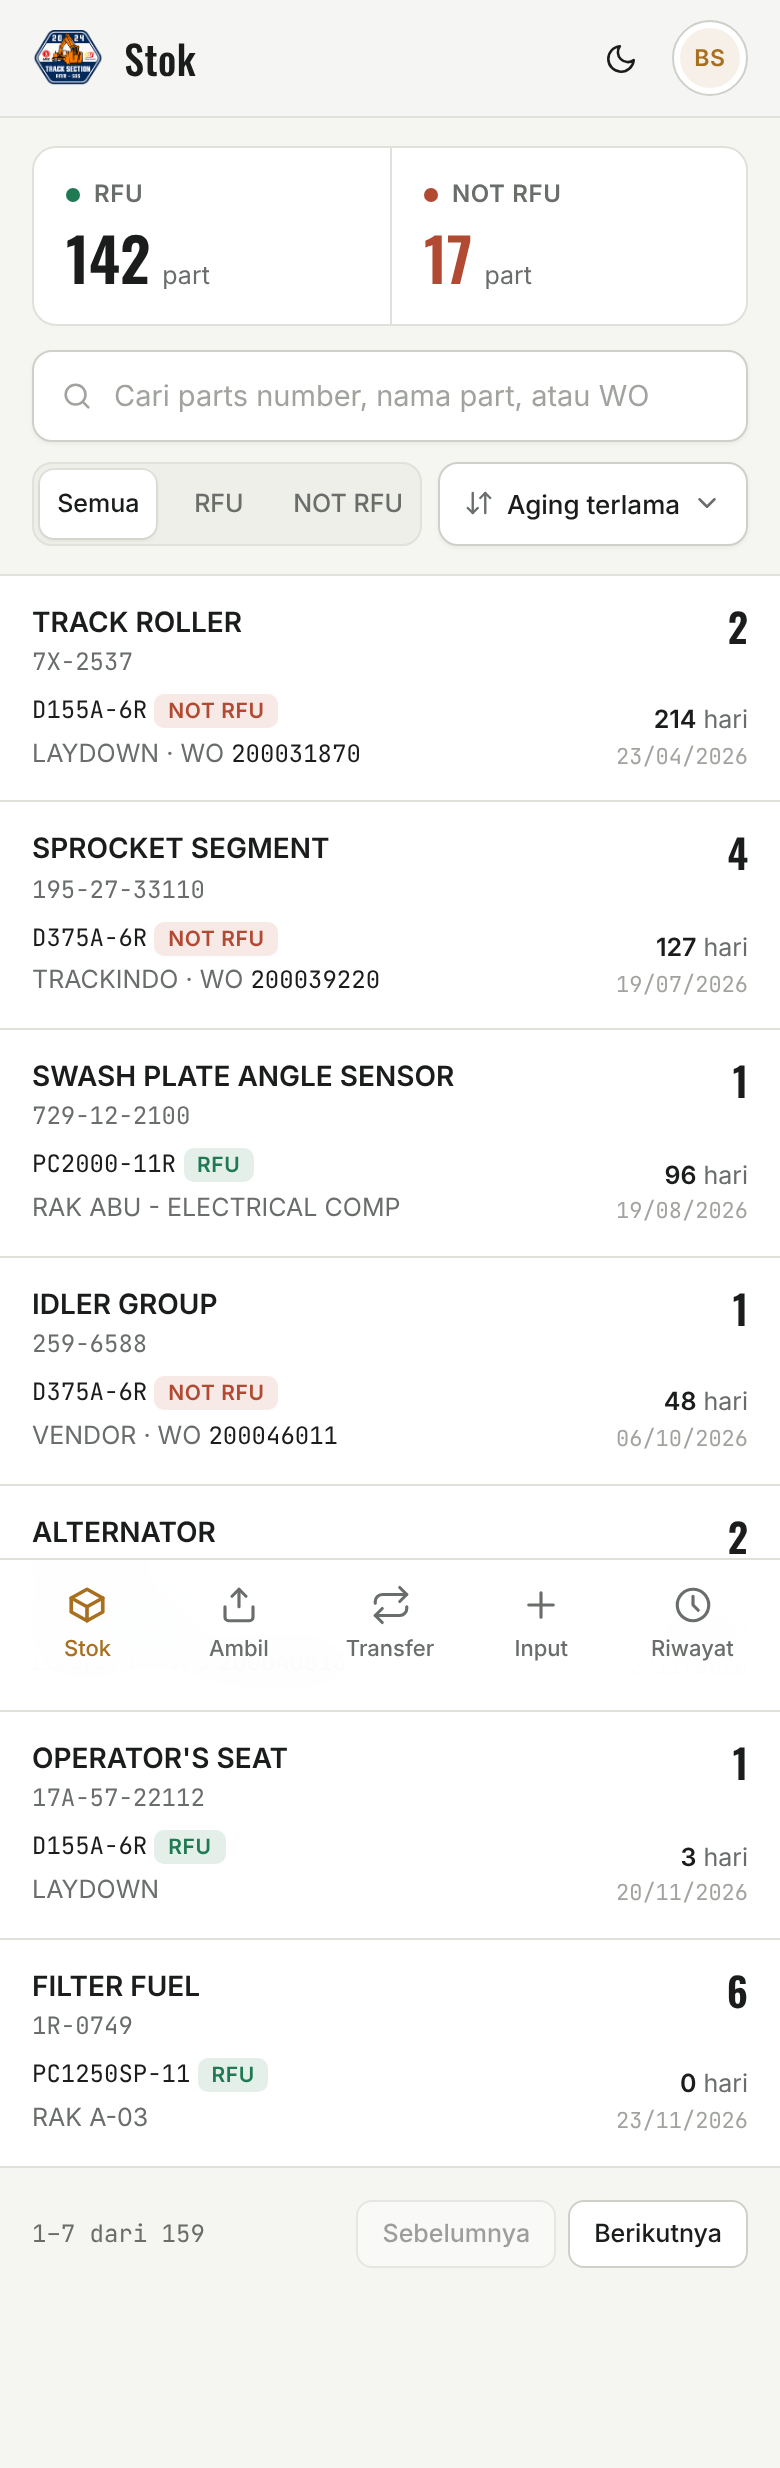 20 24
TRACK SECTION
Stok
BS
RFU
NOT RFU
142 part
17 part
Cari parts number, nama part, atau WO
Semua
RFU
NOT RFU
Aging terlama
TRACK ROLLER
2
7X-2537
D155A-6R NOT RFU
214 hari
LAYDOWN · WO 200031870
23/04/2026
SPROCKET SEGMENT
4
195-27-33110
D375A-6R NOT RFU
127 hari
TRACKINDO · WO 200039220
19/07/2026
SWASH PLATE ANGLE SENSOR
1
729-12-2100
PC2000-11R RFU
96 hari
RAK ABU - ELECTRICAL COMP
19/08/2026
IDLER GROUP
1
259-6588
D375A-6R NOT RFU
48 hari
VENDOR · WO 200046011
06/10/2026
ALTERNATOR
2
Stok
Ambil
Transfer
Input
Riwayat
OPERATOR'S SEAT
1
17A-57-22112
D155A-6R RFU
3 hari
LAYDOWN
20/11/2026
FILTER FUEL
6
1R-0749
PC1250SP-11 RFU
0 hari
RAK A-03
23/11/2026
1–7 dari 159
Sebelumnya
Berikutnya